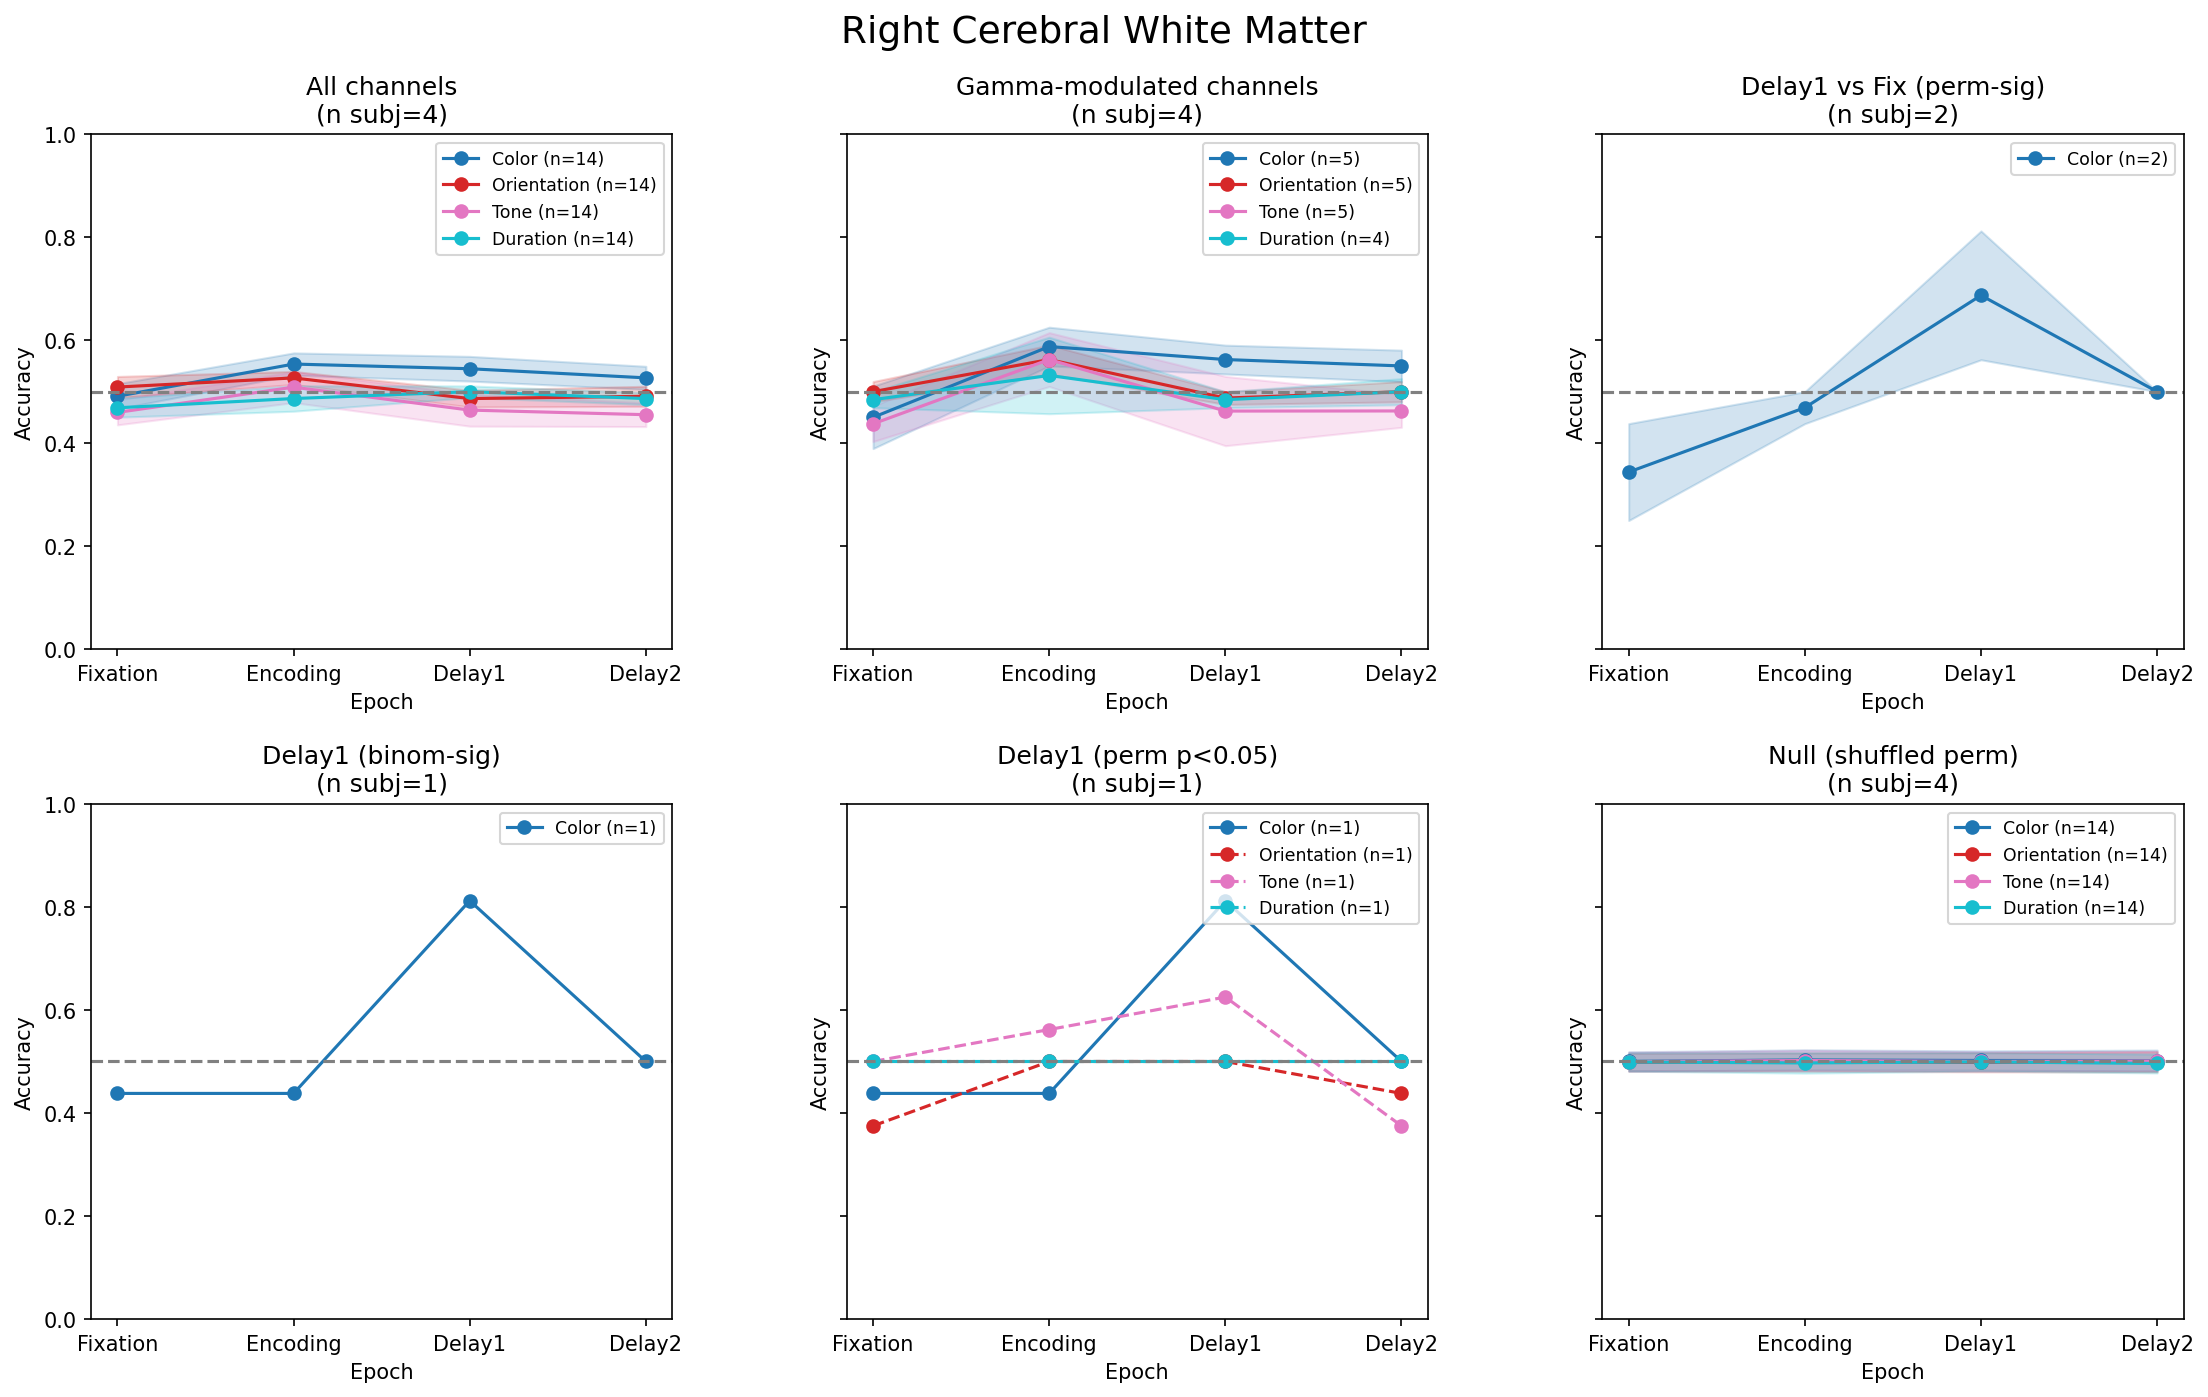 Right Cerebral White Matter
All channels
(n subj=4)
1.0
0.8
0.6
0.4
0.2
0.0
Accuracy
Color (n=14)
Orientation (n=14)
Tone (n=14)
Duration (n=14)
Fixation Encoding Delay1 Delay2
Epoch
Gamma-modulated channels
(n subj=4)
Accuracy
Color (n=5)
Orientation (n=5)
Tone (n=5)
Duration (n=4)
Fixation Encoding Delay1 Delay2
Epoch
Delay1 vs Fix (perm-sig)
(n subj=2)
Accuracy
Color (n=2)
Fixation Encoding Delay1 Delay2
Epoch
Delay1 (binom-sig)
(n subj=1)
1.0
0.8
0.6
0.4
0.2
0.0
Accuracy
Color (n=1)
Fixation Encoding Delay1 Delay2
Epoch
Delay1 (perm p<0.05)
(n subj=1)
Accuracy
Color (n=1)
Orientation (n=1)
Tone (n=1)
Duration (n=1)
Fixation Encoding Delay1 Delay2
Epoch
Null (shuffled perm)
(n subj=4)
Accuracy
Color (n=14)
Orientation (n=14)
Tone (n=14)
Duration (n=14)
Fixation Encoding Delay1 Delay2
Epoch